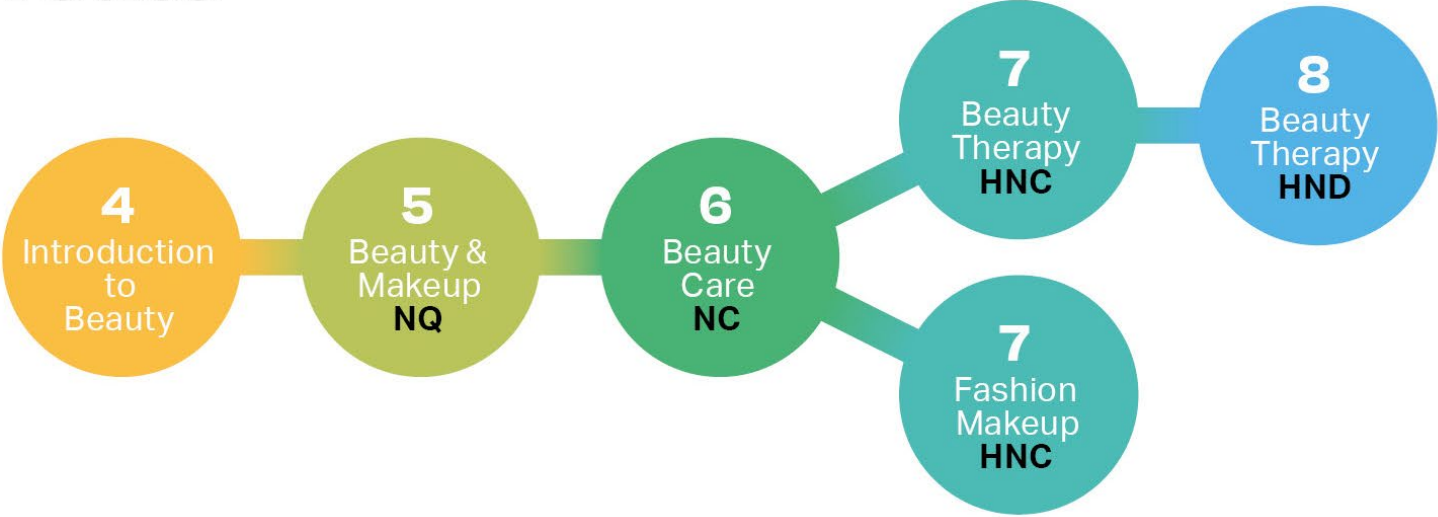 4
Introduction
to
Beauty
5
Beauty &
Makeup
NQ
6
Beauty
Care
NC
7
Beauty
Therapy
HNC
8
Beauty
Therapy
HND
7
Fashion
Makeup
HNC